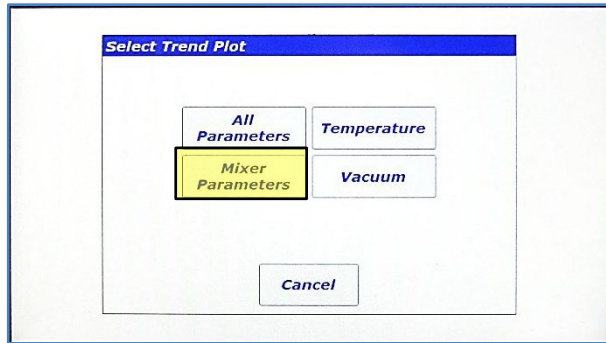 Select Trend Plot
All
Parameters
Temperature
Mixer
Parameters
Vacuum
Cancel